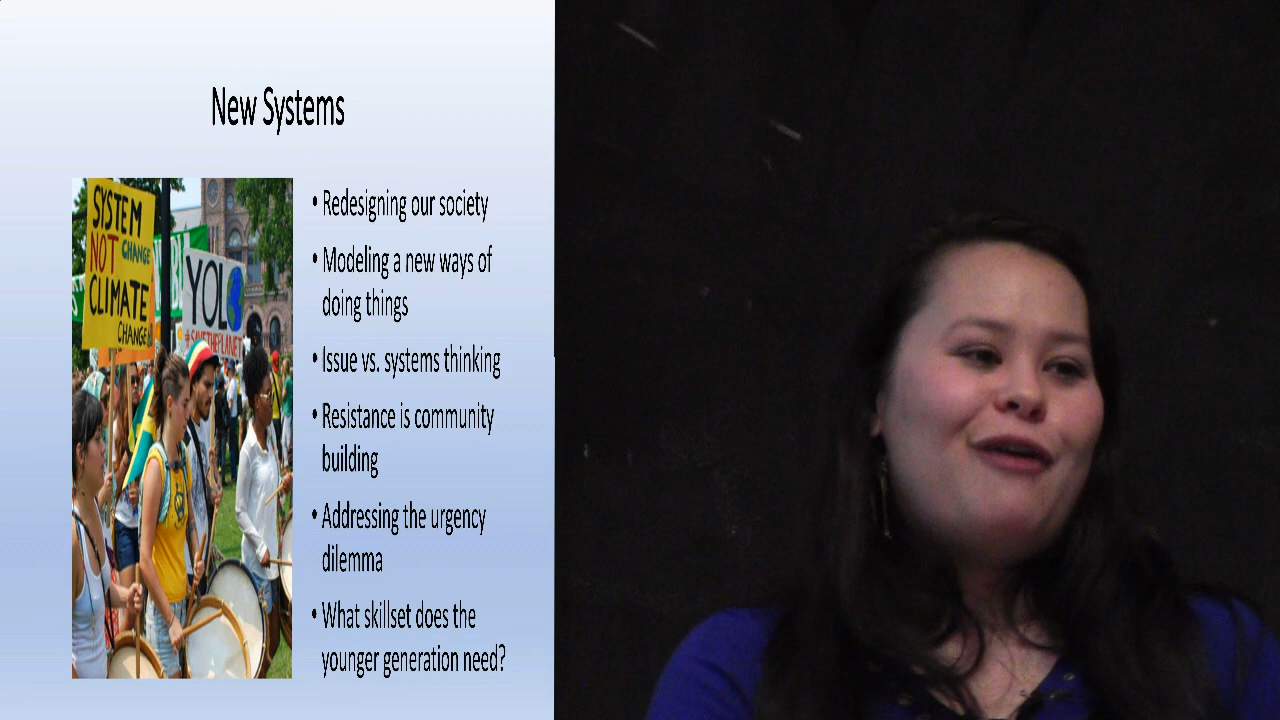 New Systems
SYSTEM
NOT CHANGE
CLIMATE
CHANGE
YOLO
#SAVETHEPLANET
• Redesigning our society
• Modeling a new ways of
doing things
• Issue vs. systems thinking
• Resistance is community
building
• Addressing the urgency
dilemma
• What skillset does the
younger generation need?